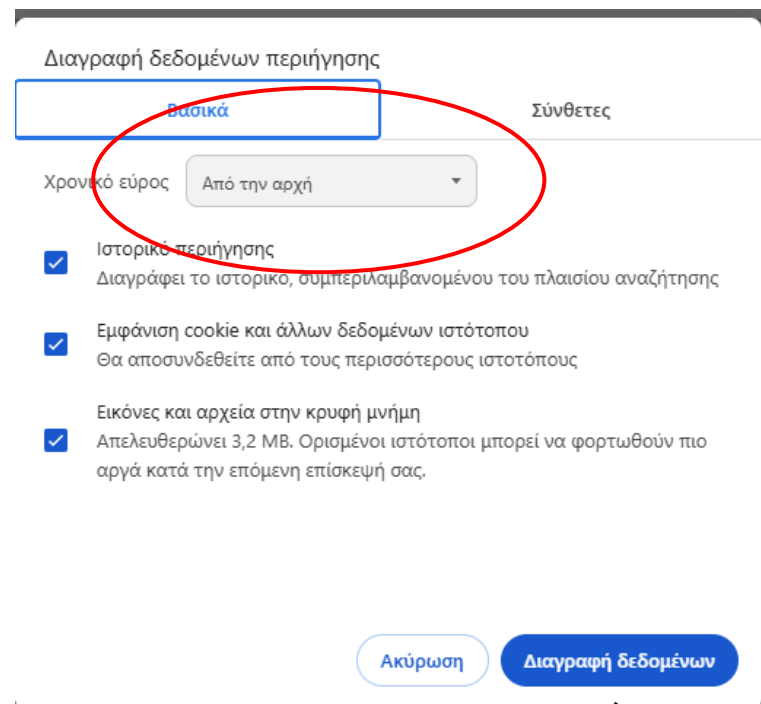 Διαγραφή δεδομένων περιήγησης
Βασικά
Σύνθετες
Χρονικό εύρος
Από την αρχή
Ιστορικό περιήγησης
Διαγράφει το ιστορικό, συμπεριλαμβανομένου του πλαισίου αναζήτησης
Εμφάνιση cookie και άλλων δεδομένων ιστότοπου
Θα αποσυνδεθείτε από τους περισσότερους ιστοτόπους
Εικόνες και αρχεία στην κρυφή μνήμη
Απελευθερώνει 3,2 MB. Ορισμένοι ιστότοποι μπορεί να φορτωθούν πιο
αργά κατά την επόμενη επίσκεψή σας.
Ακύρωση
Διαγραφή δεδομένων